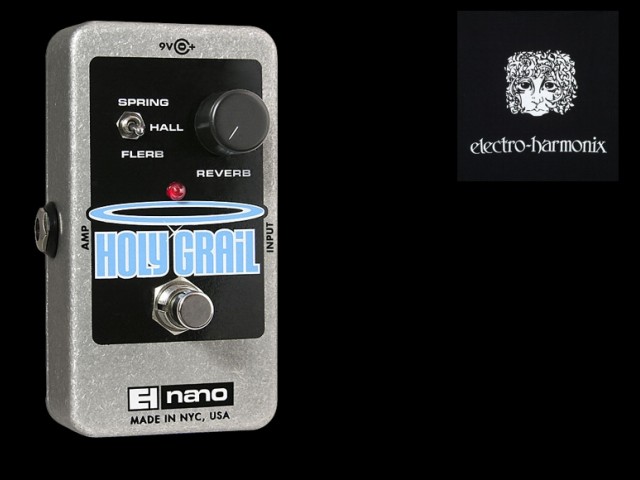 9V +
SPRING
HALL
FLERB
REVERB
AMP
INPUT
HOLY GRAiL
EH nano
MADE IN NYC, USA
electro-harmonix